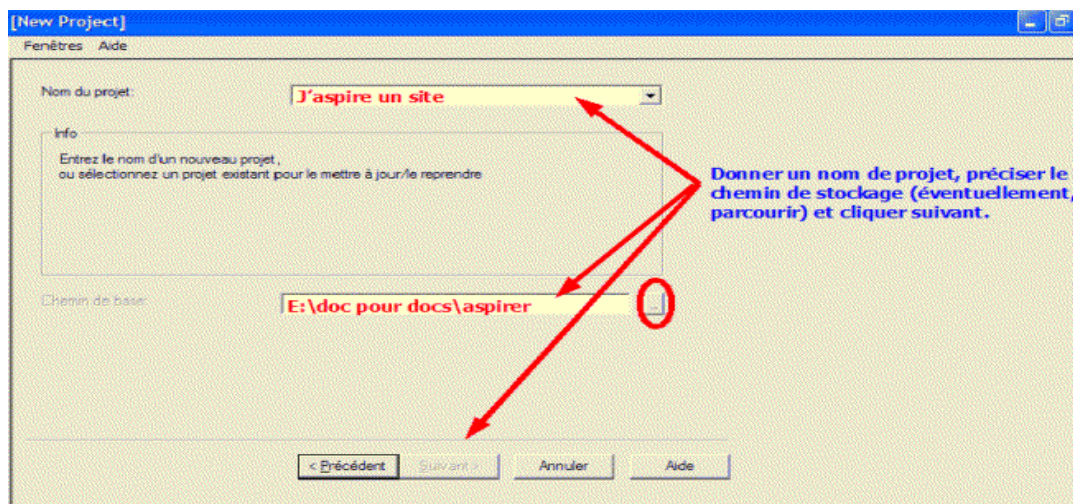 [New Project]
Fenêtres Aide
Nom du projet:
J'aspire un site
Info
Entrez le nom d'un nouveau projet,
ou sélectionnez un projet existant pour le mettre à jour/le reprendre
Donner un nom de projet, préciser le
chemin de stockage (éventuellement,
parcourir) et cliquer suivant.
Chemin de base:
E:\doc pour docs\aspirer
..
< Précédent
Suivant >
Annuler
Aide